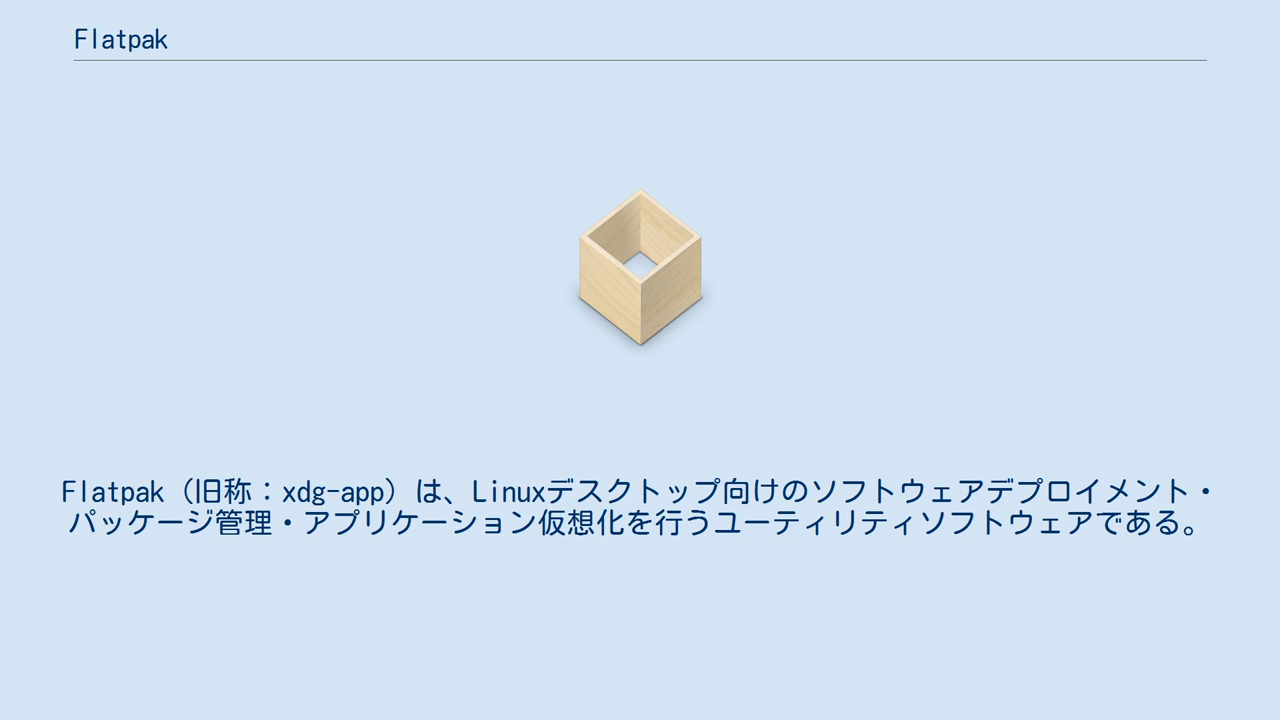 Flatpak
Flatpak（旧称：xdg-app）は、Linuxデスクトップ向けのソフトウェアデプロイメント・
パッケージ管理・アプリケーション仮想化を行うユーティリティソフトウェアである。